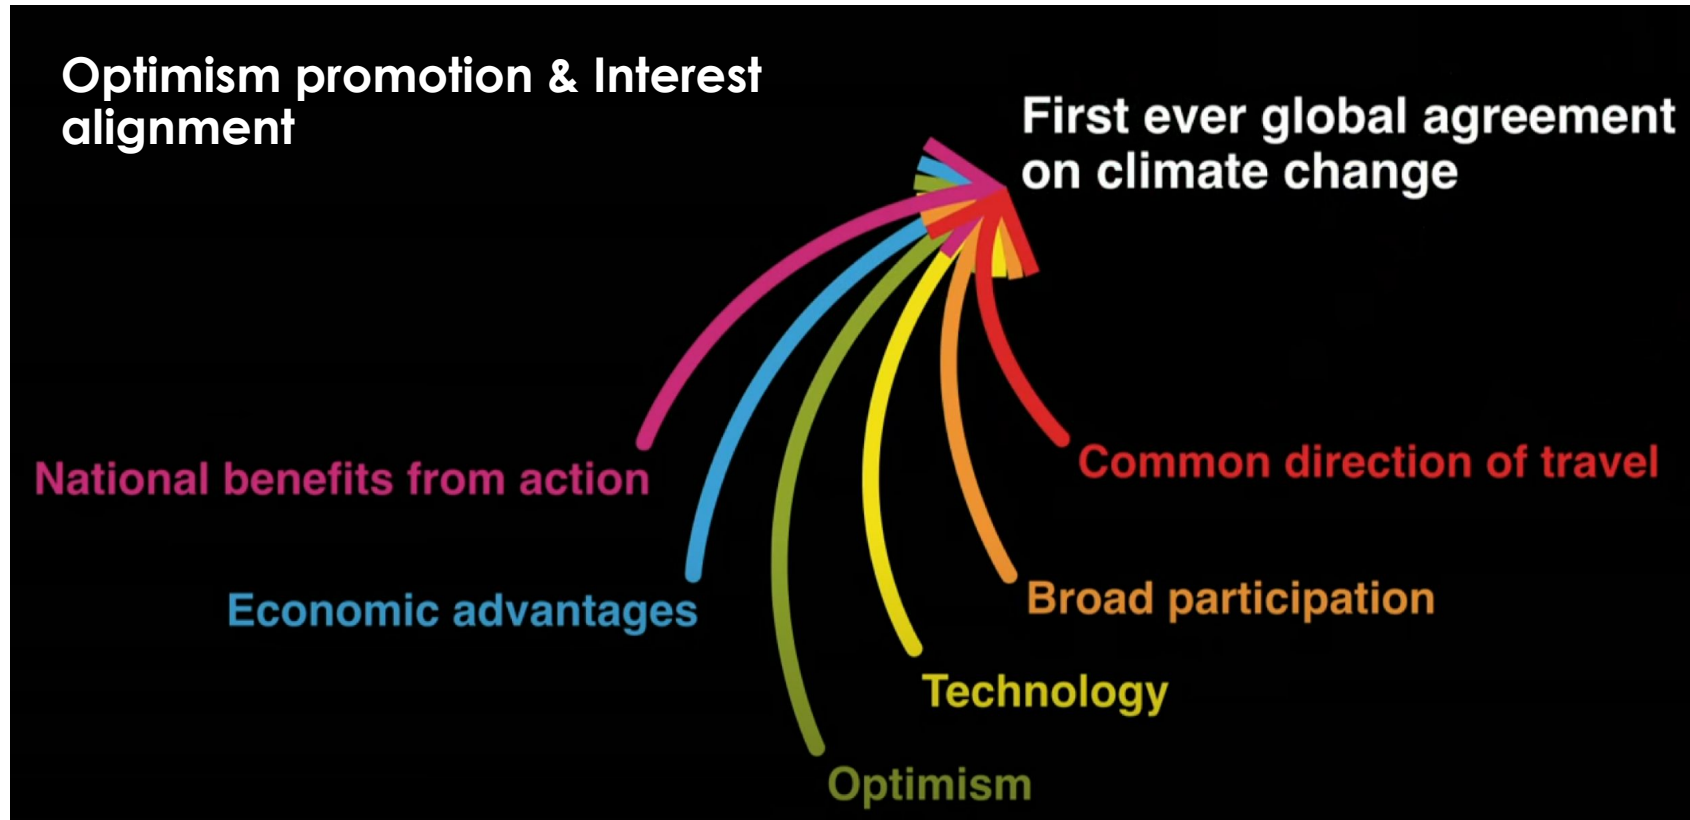 Optimism promotion & Interest
alignment
First ever global agreement
on climate change
National benefits from action
Common direction of travel
Economic advantages
Broad participation
Technology
Optimism